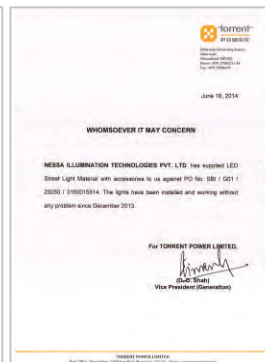 torrent
June 18, 2014
WHOMSOEVER IT MAY CONCERN
NESSA ILLUMINATION TECHNOLOGIES PVT. LTD. has supplied LED
Street Light Material with accessories to us against PO No. SBI / G01 /
25050 / 3160015514. The lights have been installed and working without
any problem since December 2013.
For TORRENT POWER LIMITED,
Shah)
Vice President (Generation)
TORRENT POWER LIMITED